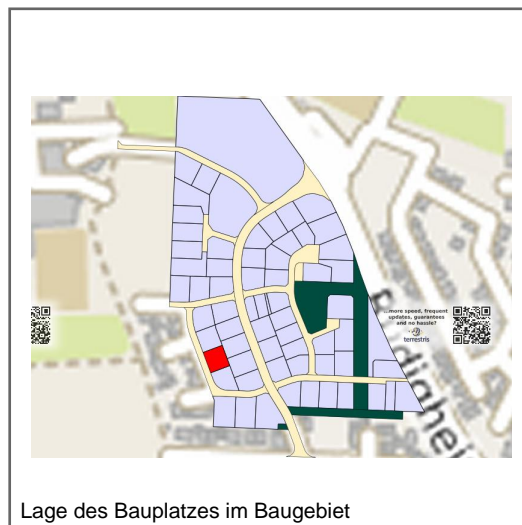 ...more speed, frequent
updates, guarantees
and no hassle?
terrestris
Lage des Bauplatzes im Baugebiet